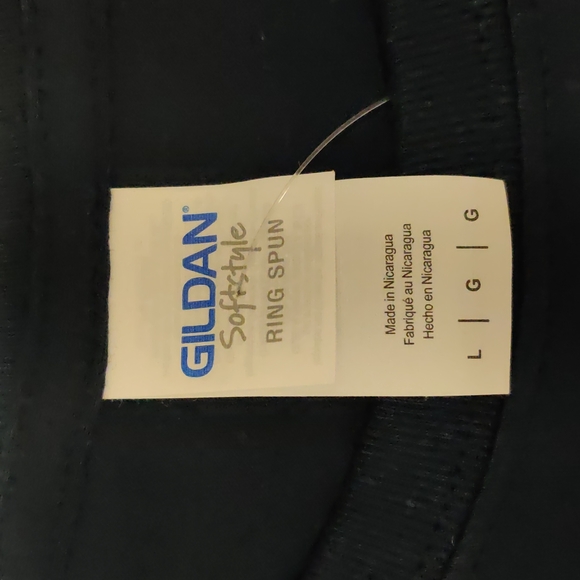 GILDAN®
Softstyle
RING SPUN
Made in Nicaragua
Fabriqué au Nicaragua
Hecho en Nicaragua
L | G | G